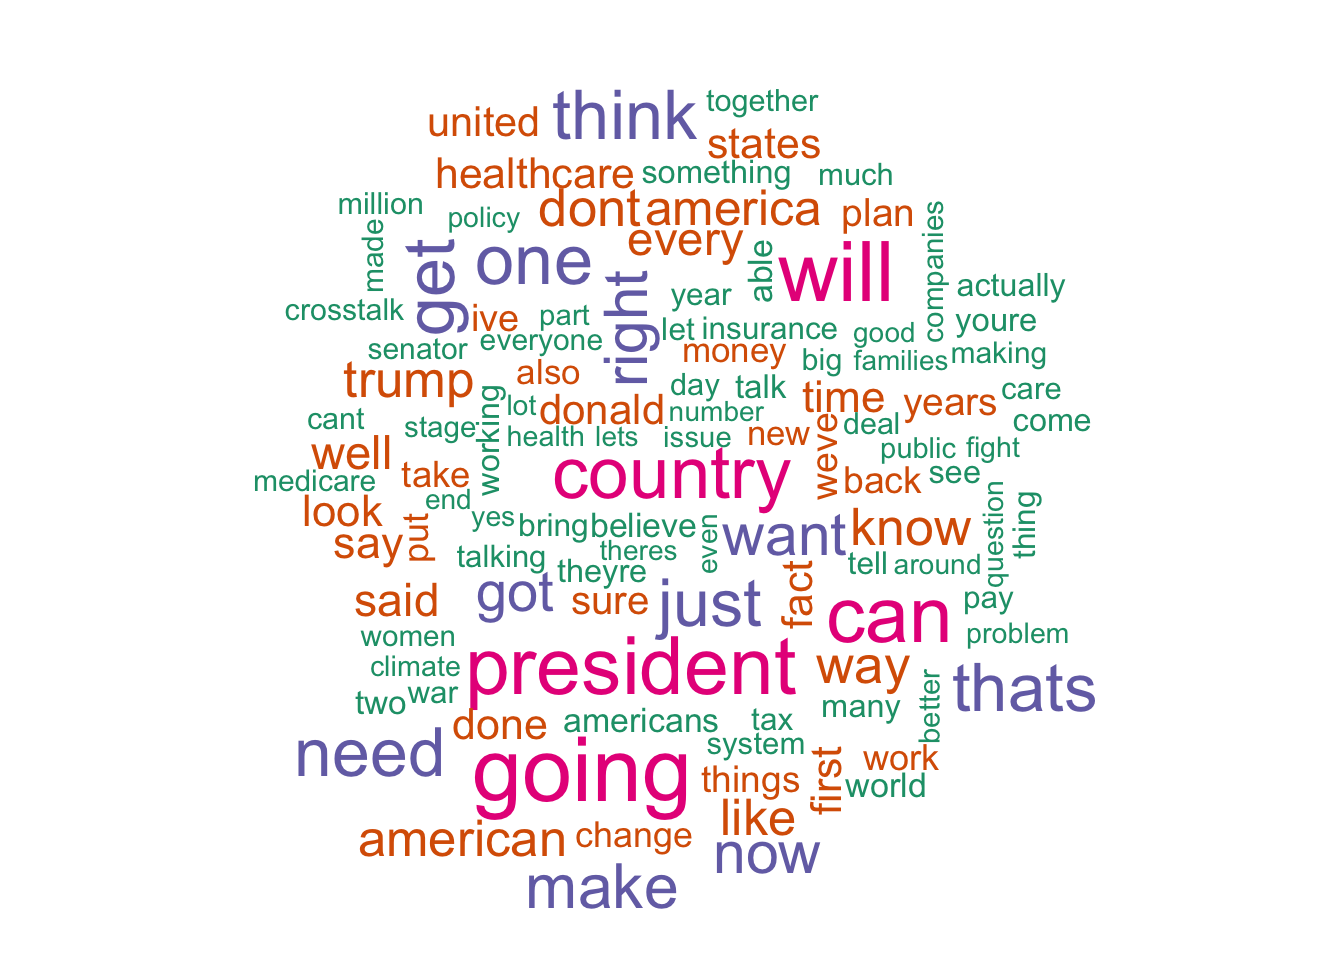 together
think
united
states
healthcare
something
much
million
policy
dont
america
plan
made
every
companies
get
one
able
will
right
year
actually
crosstalk
ive
part
let
insurance
good
youre
senator
everyone
money
big
families
making
trump
also
day
talk
time
years
care
cant
stage
working
lot
donald
number
new
weve
deal
come
well
health
lets
issue
public
fight
medicare
take
country
back
see
look
end
put
yes
bring
believe
even
want
know
question
thing
say
talking
theres
theyre
tell
around
said
got
sure
just
fact
can
pay
women
problem
climate
president
way
thats
two
war
done
americans
tax
many
better
need
system
going
things
first
work
world
american
change
like
now
make